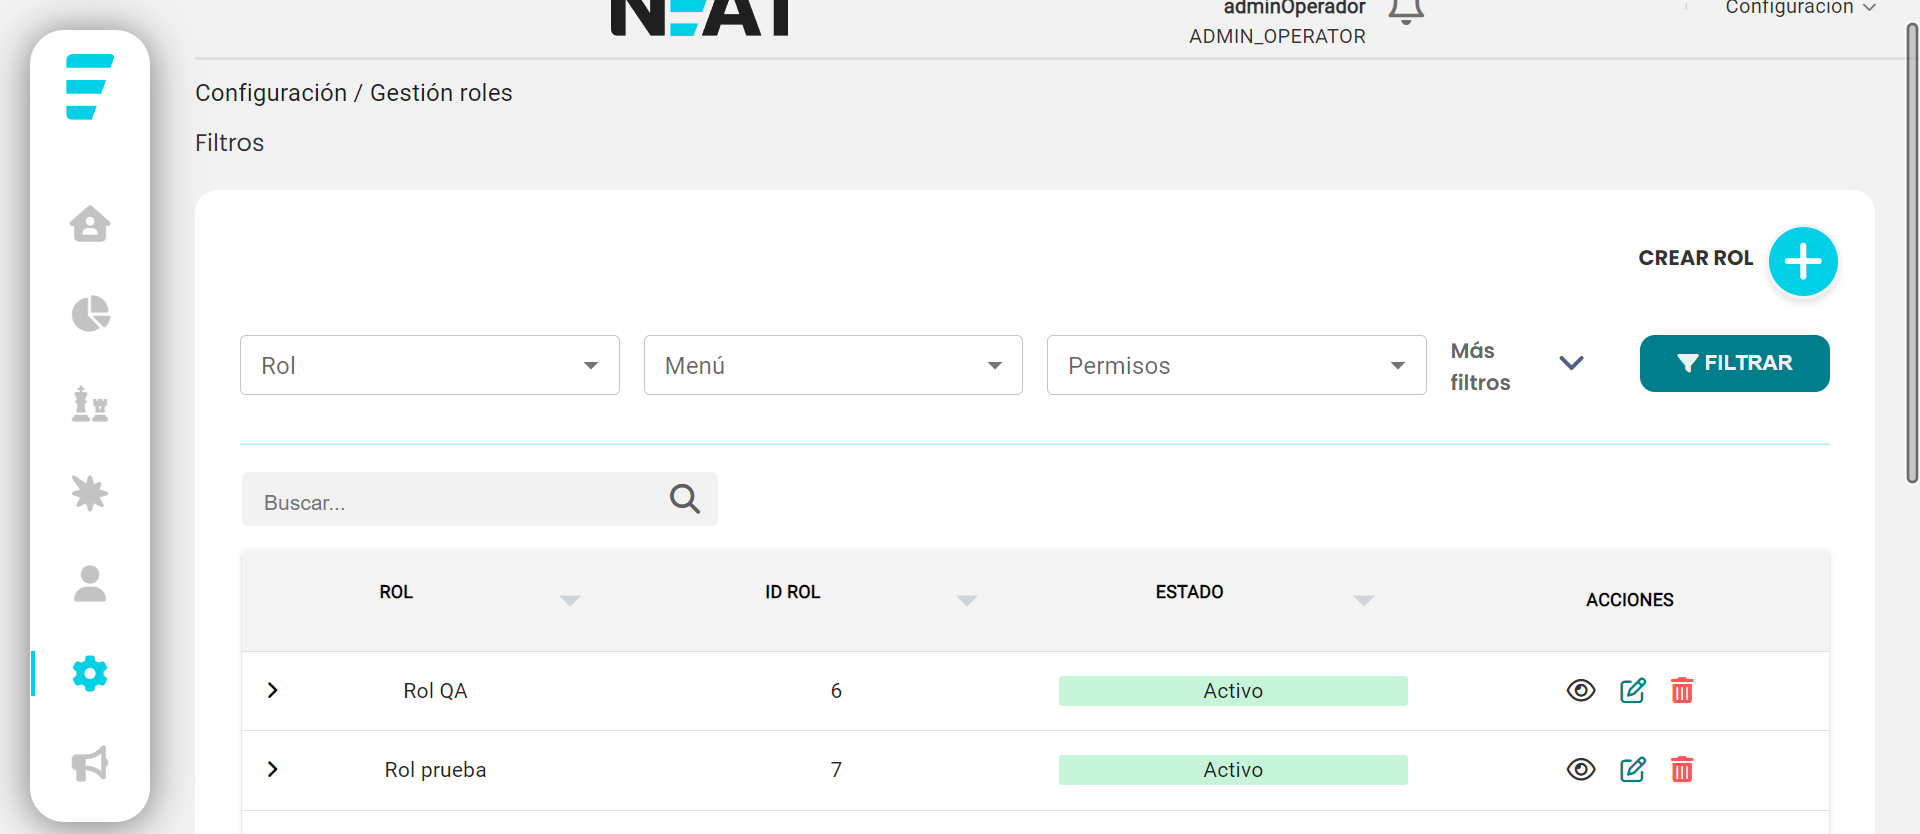 NEAT
adminOperador
ADMIN_OPERATOR
Configuración
Configuración / Gestión roles
Filtros
CREAR ROL
Rol
Menú
Permisos
Más
filtros
FILTRAR
Buscar...
ROL
ID ROL
ESTADO
ACCIONES
Rol QA
6
Activo
Rol prueba
7
Activo